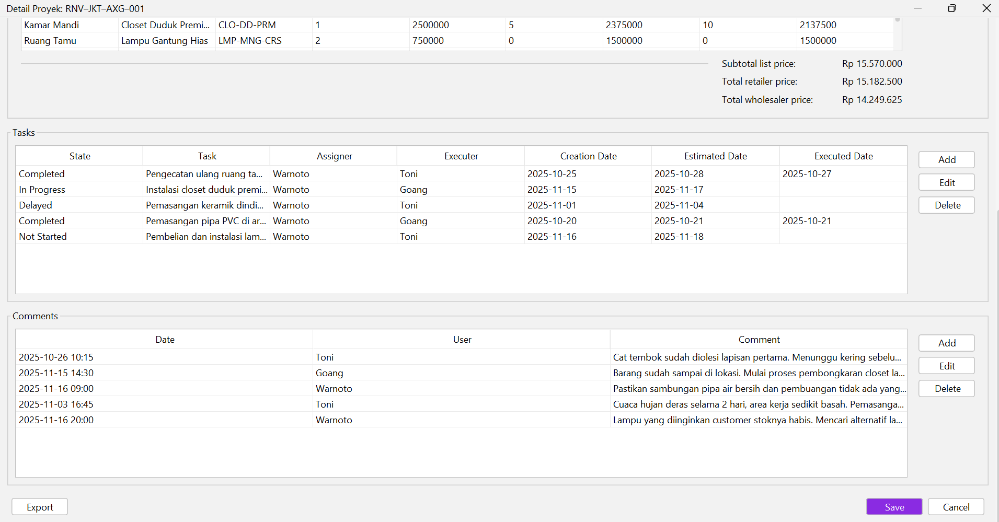 Detail Proyek: RNV–JKT–AXG–001
Kamar Mandi Closet Duduk Premi... CLO-DD-PRM 1 2500000 5 2375000 10 2137500
Ruang Tamu Lampu Gantung Hias LMP-MNG-CRS 2 750000 0 1500000 0 1500000
Subtotal list price: Rp 15.570.000
Total retailer price: Rp 15.182.500
Total wholesaler price: Rp 14.249.625
Tasks
State Task Assigner Executer Creation Date Estimated Date Executed Date
Completed Pengecatan ulang ruang ta... Warnoto Toni 2025-10-25 2025-10-28 2025-10-27
In Progress Instalasi closet duduk premi... Warnoto Goang 2025-11-15 2025-11-17
Delayed Pemasangan keramik dindi... Warnoto Toni 2025-11-01 2025-11-04
Completed Pemasangan pipa PVC di ar... Warnoto Goang 2025-10-20 2025-10-21 2025-10-21
Not Started Pembelian dan instalasi lam... Warnoto Toni 2025-11-16 2025-11-18
Add
Edit
Delete
Comments
Date User Comment
2025-10-26 10:15 Toni Cat tembok sudah diolesi lapisan pertama. Menunggu kering sebelu...
2025-11-15 14:30 Goang Barang sudah sampai di lokasi. Mulai proses pembongkaran closet la...
2025-11-16 09:00 Warnoto Pastikan sambungan pipa air bersih dan pembuangan tidak ada yang...
2025-11-03 16:45 Toni Cuaca hujan deras selama 2 hari, area kerja sedikit basah. Pemasanga...
2025-11-16 20:00 Warnoto Lampu yang diinginkan customer stoknya habis. Mencari alternatif la...
Add
Edit
Delete
Export Save Cancel